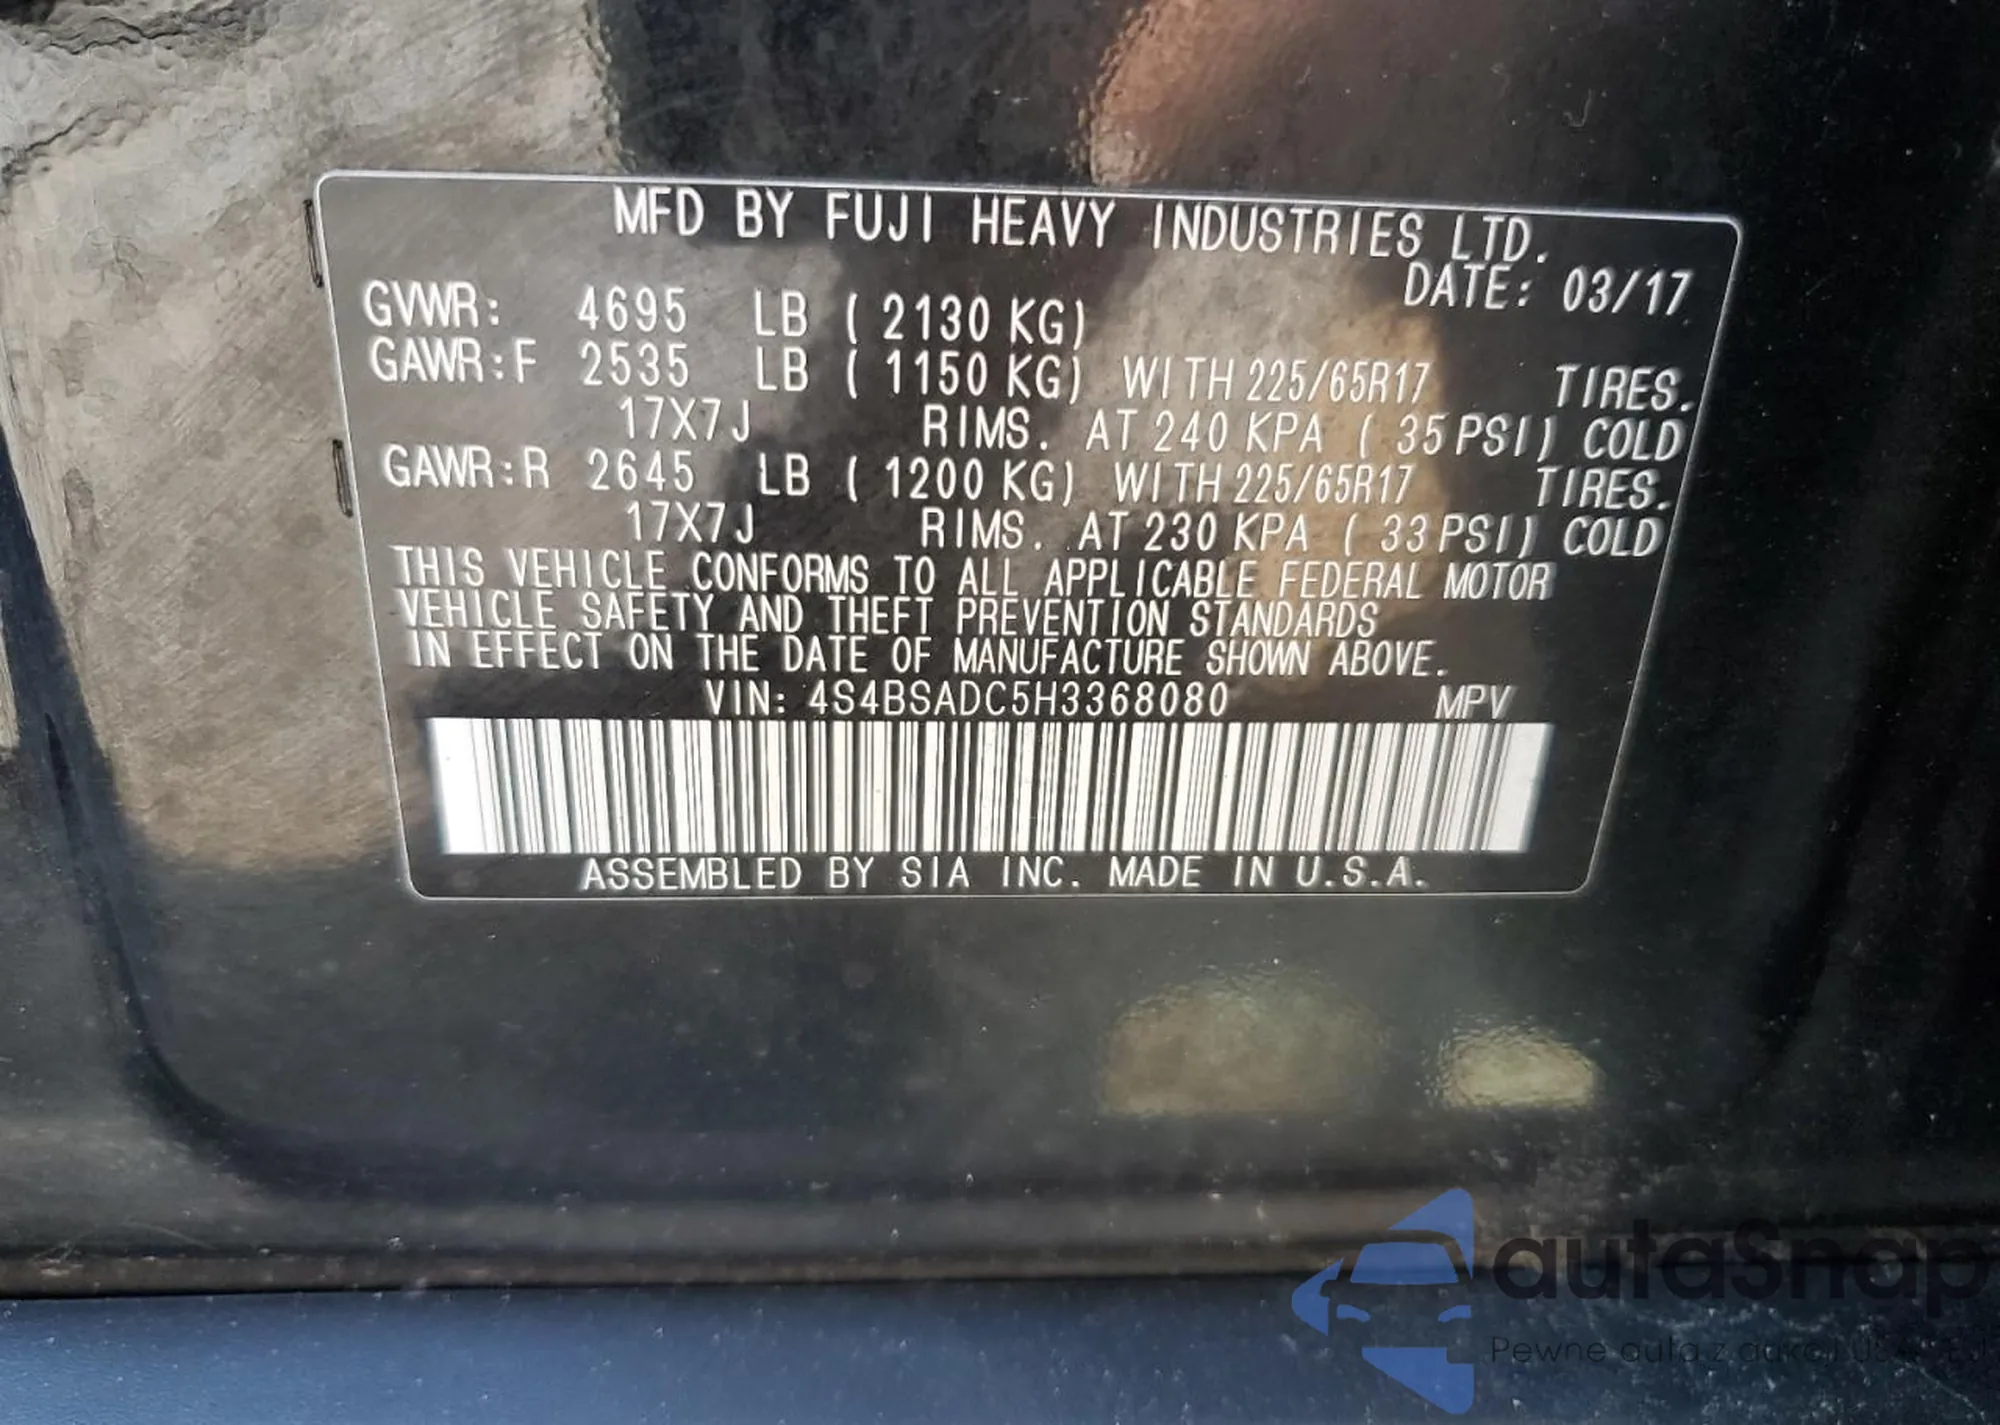 MFD BY FUJI HEAVY INDUSTRIES LTD.
DATE: 03/17
GVWR: 4695 LB ( 2130 KG)
GAWR:F 2535 LB ( 1150 KG) WITH 225/65R17 TIRES.
17X7J RIMS. AT 240 KPA ( 35 PSI) COLD
GAWR:R 2645 LB ( 1200 KG) WITH 225/65R17 TIRES.
17X7J RIMS. AT 230 KPA ( 33 PSI) COLD
THIS VEHICLE CONFORMS TO ALL APPLICABLE FEDERAL MOTOR
VEHICLE SAFETY AND THEFT PREVENTION STANDARDS
IN EFFECT ON THE DATE OF MANUFACTURE SHOWN ABOVE.
VIN: 4S4BSADC5H3368080 MPV
ASSEMBLED BY SIA INC. MADE IN U.S.A.
autaSnap
Pewne auta z aukcji